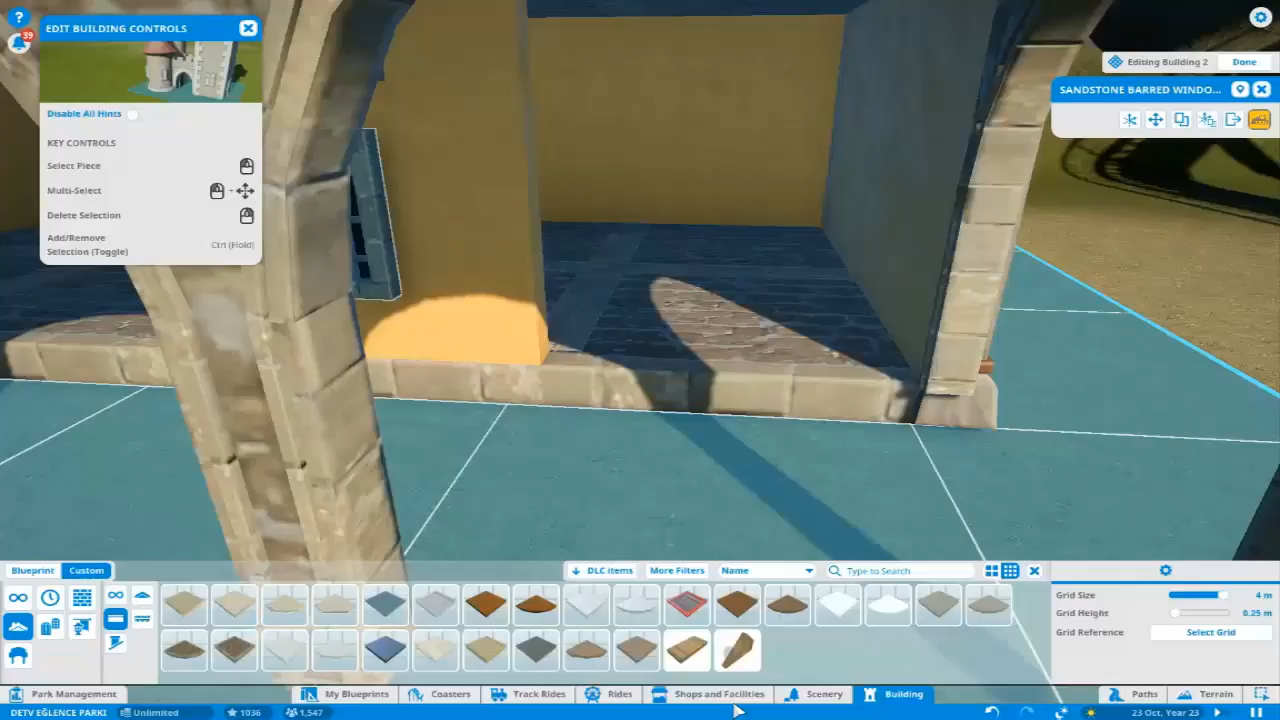 ?
39
EDIT BUILDING CONTROLS
Disable All Hints
KEY CONTROLS
Select Piece
Multi-Select
Delete Selection
Add/Remove
Selection (Toggle) Ctrl (Hold)
Editing Building 2 Done
SANDSTONE BARRED WINDO...
Blueprint Custom
DLC items More Filters Name Type to Search
Grid Size 4 m
Grid Height 0.25 m
Grid Reference Select Grid
Park Management My Blueprints Coasters Track Rides Rides Shops and Facilities Scenery Building Paths Terrain
DETV EĞLENCE PARKI Unlimited 1036 1,547 23 Oct, Year 23